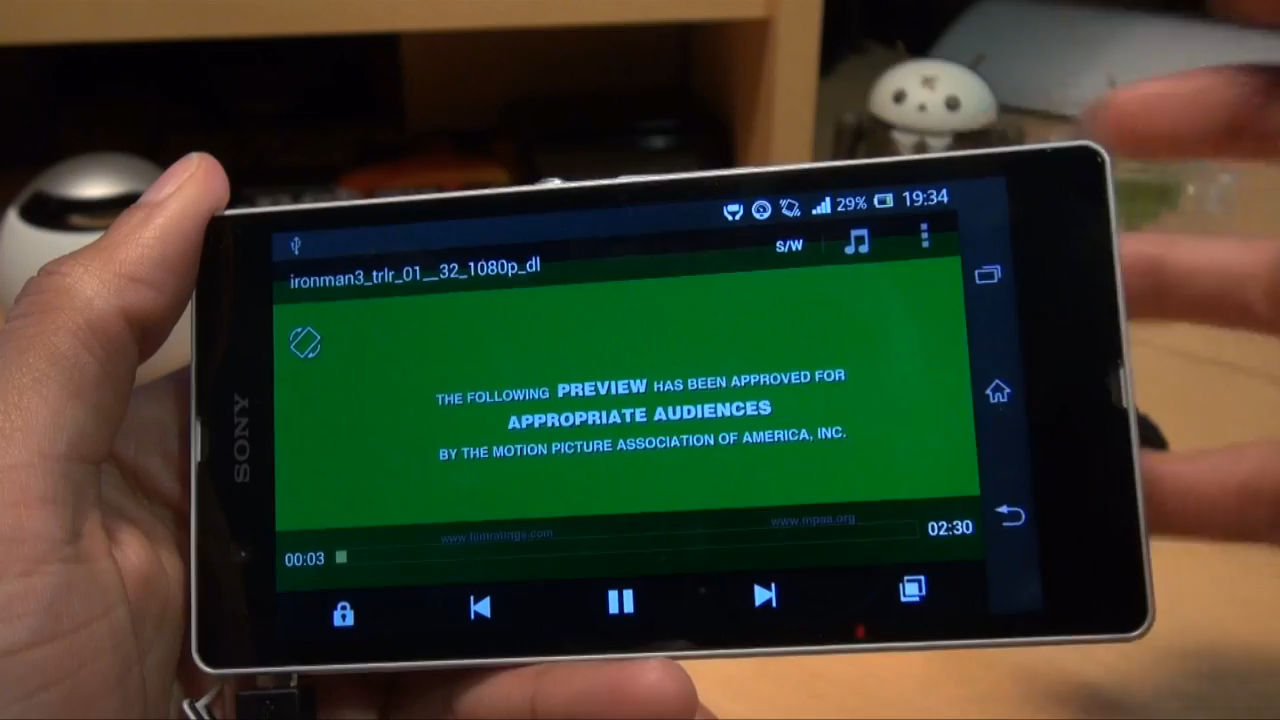 29% 19:34
ironman3_trlr_01__32_1080p_dl S/W
THE FOLLOWING PREVIEW HAS BEEN APPROVED FOR
APPROPRIATE AUDIENCES
BY THE MOTION PICTURE ASSOCIATION OF AMERICA, INC.
www.filmratings.com www.mpaa.org
00:03 02:30
SONY